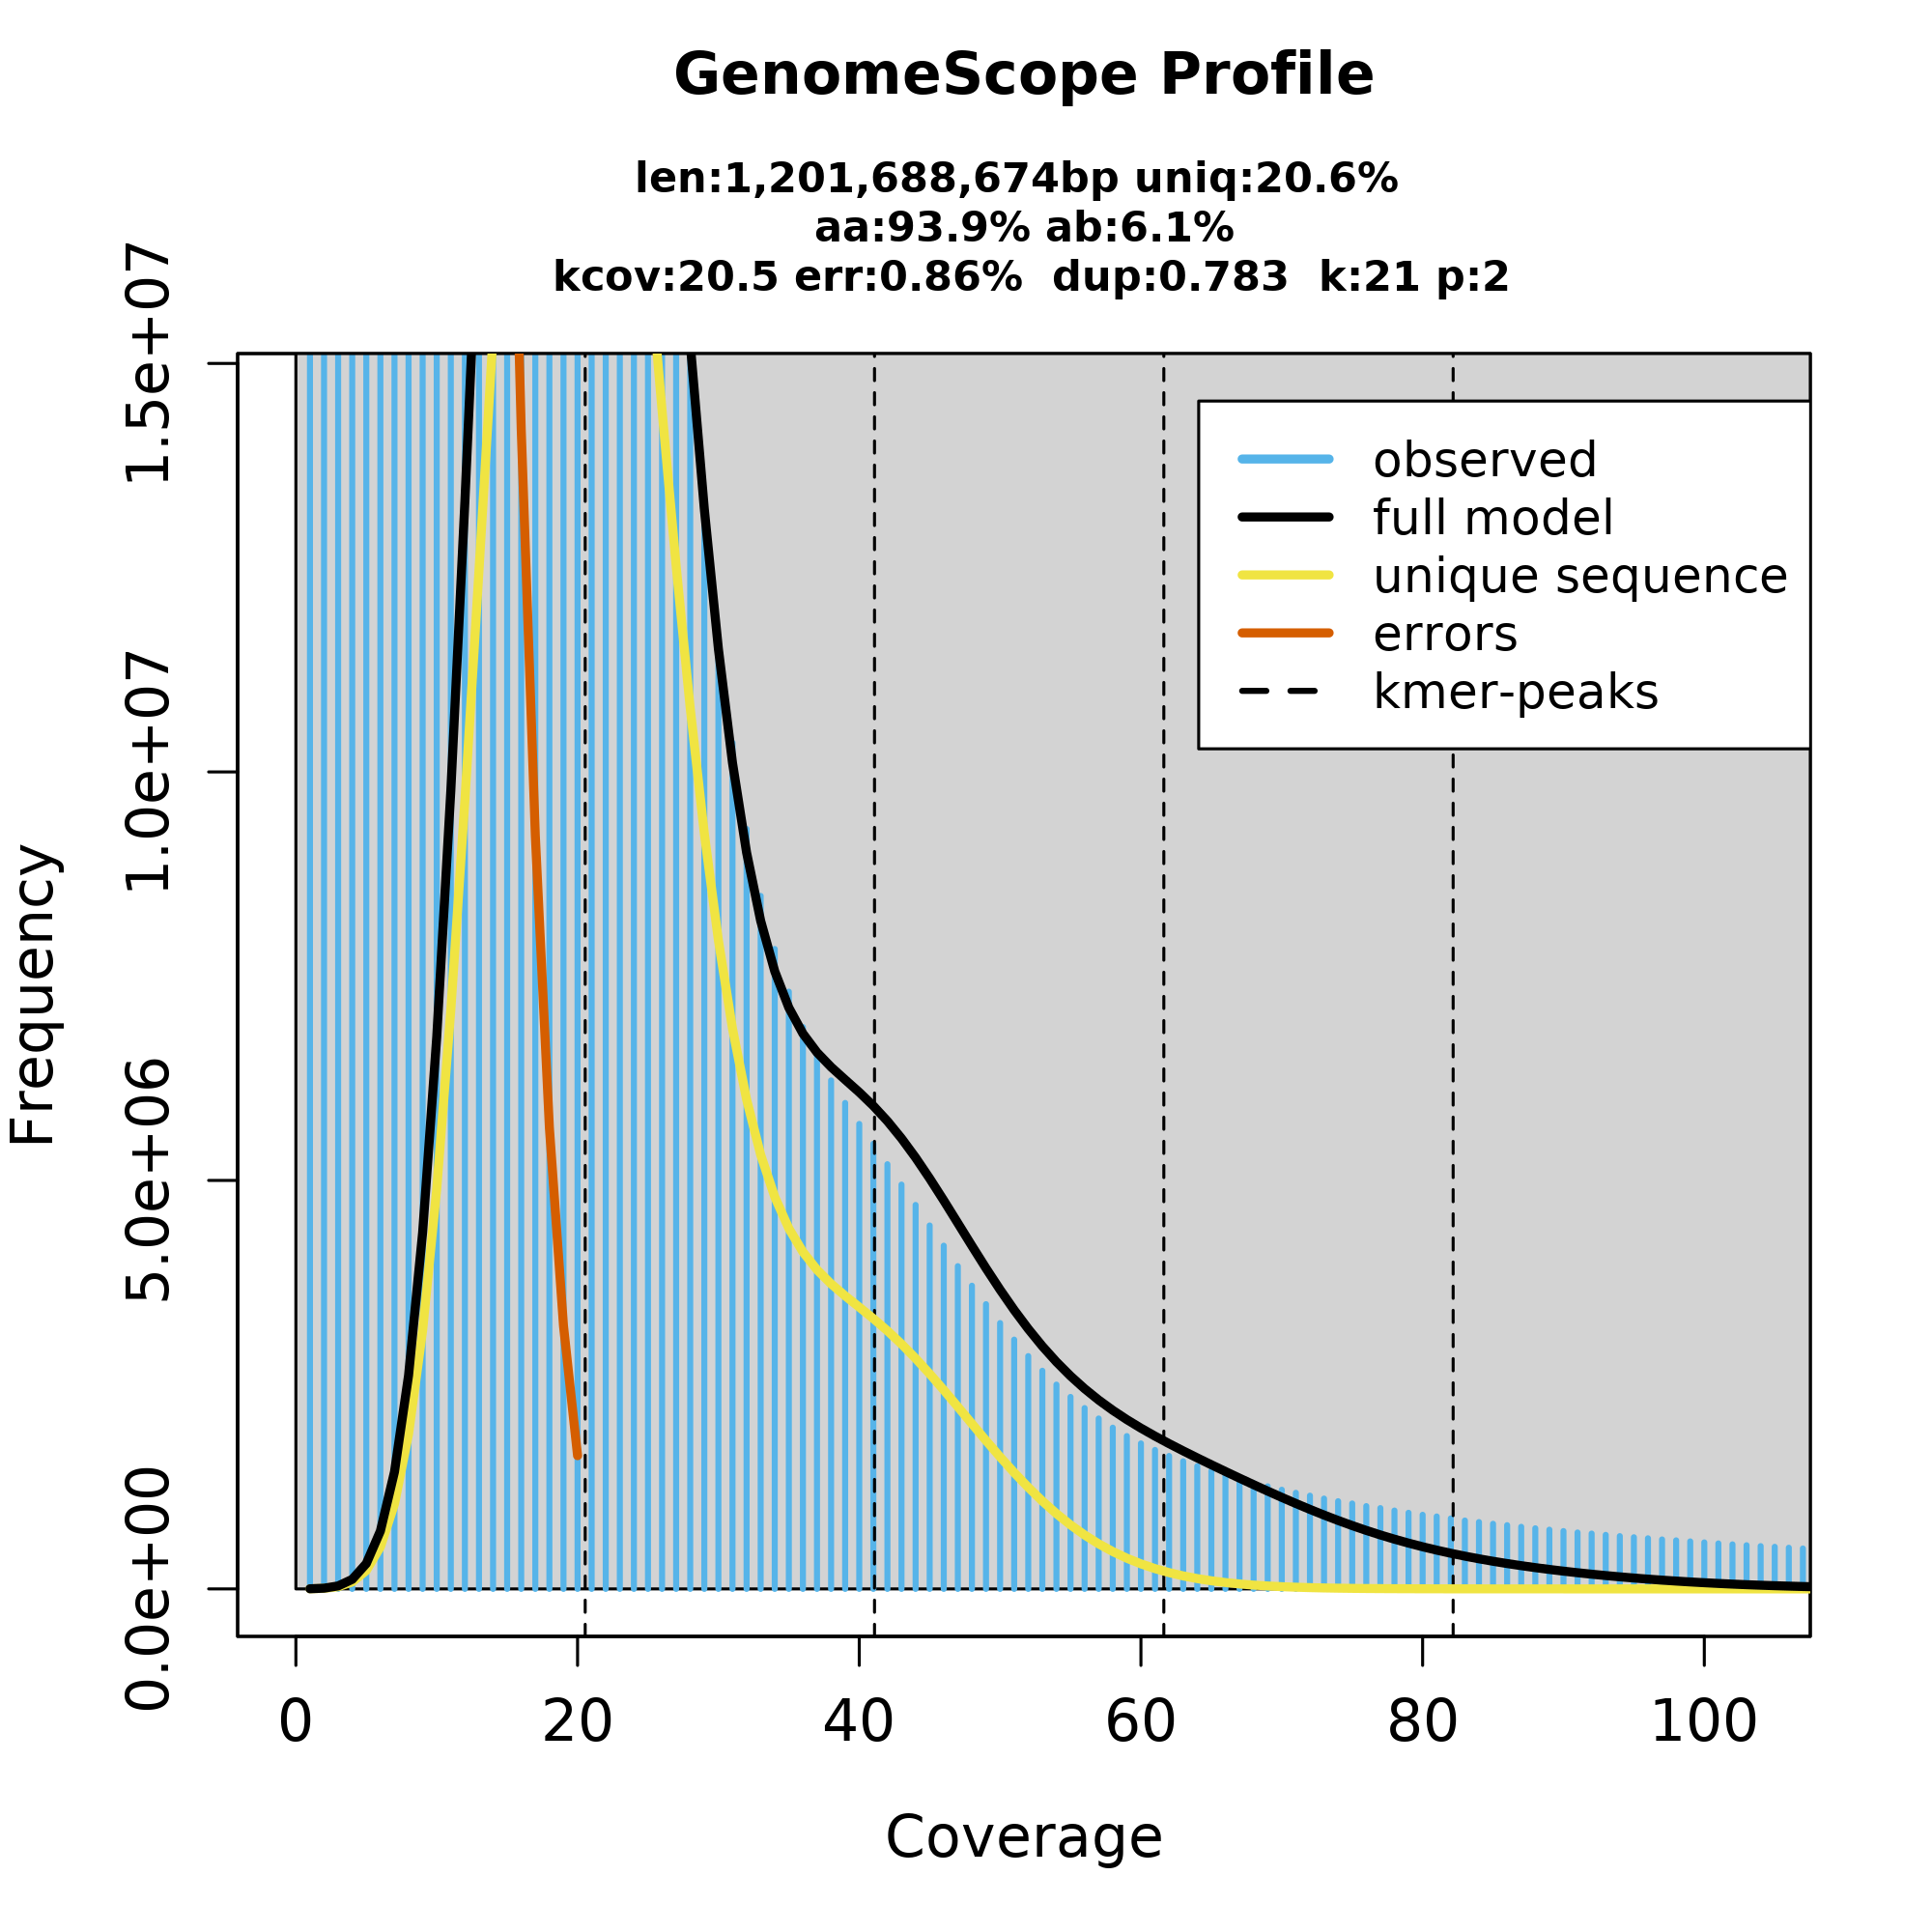 GenomeScope Profile
len:1,201,688,674bp uniq:20.6%
aa:93.9% ab:6.1%
kcov:20.5 err:0.86% dup:0.783 k:21 p:2
1.5e+07
1.0e+07
5.0e+06
0.0e+00
Frequency
observed
full model
unique sequence
errors
kmer-peaks
0 20 40 60 80 100
Coverage